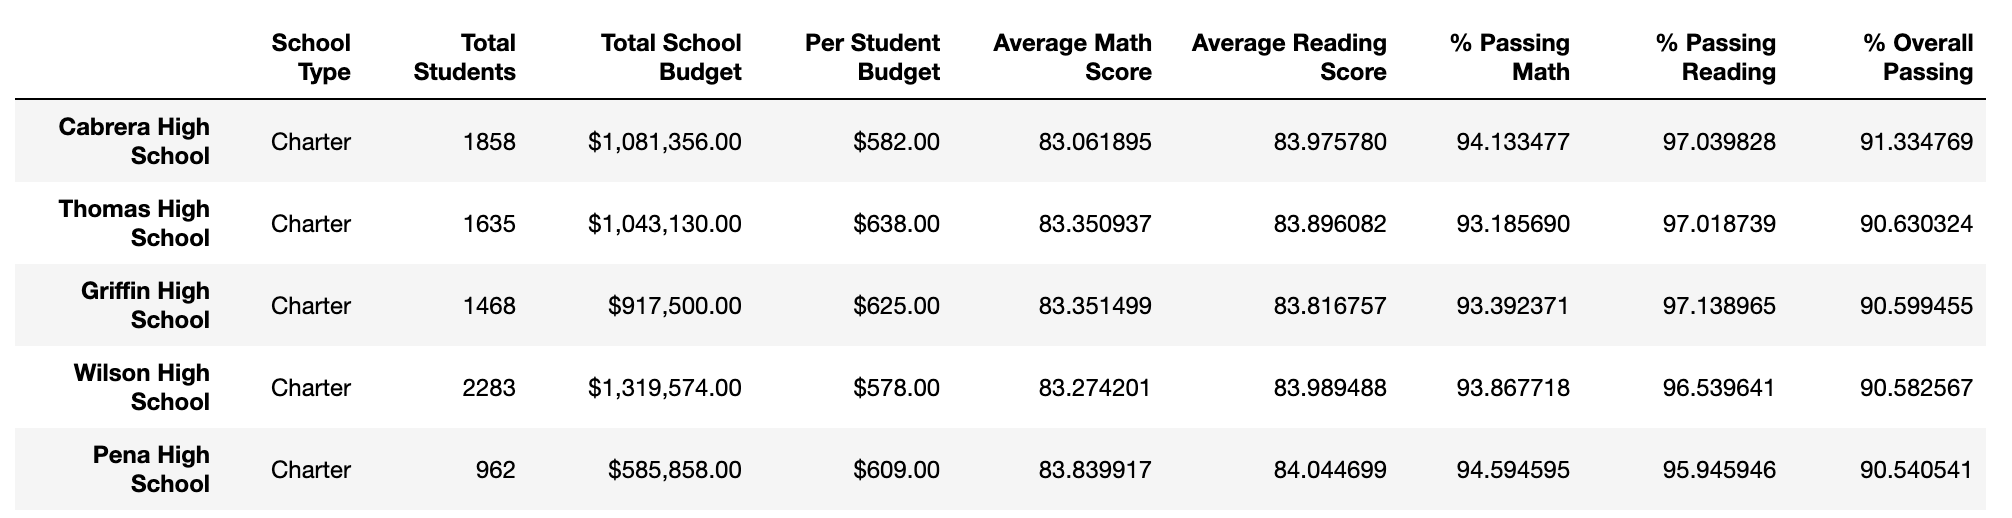 School Type Total Students Total School Budget Per Student Budget Average Math Score Average Reading Score % Passing Math % Passing Reading % Overall Passing
Cabrera High School Charter 1858 $1,081,356.00 $582.00 83.061895 83.975780 94.133477 97.039828 91.334769
Thomas High School Charter 1635 $1,043,130.00 $638.00 83.350937 83.896082 93.185690 97.018739 90.630324
Griffin High School Charter 1468 $917,500.00 $625.00 83.351499 83.816757 93.392371 97.138965 90.599455
Wilson High School Charter 2283 $1,319,574.00 $578.00 83.274201 83.989488 93.867718 96.539641 90.582567
Pena High School Charter 962 $585,858.00 $609.00 83.839917 84.044699 94.594595 95.945946 90.540541